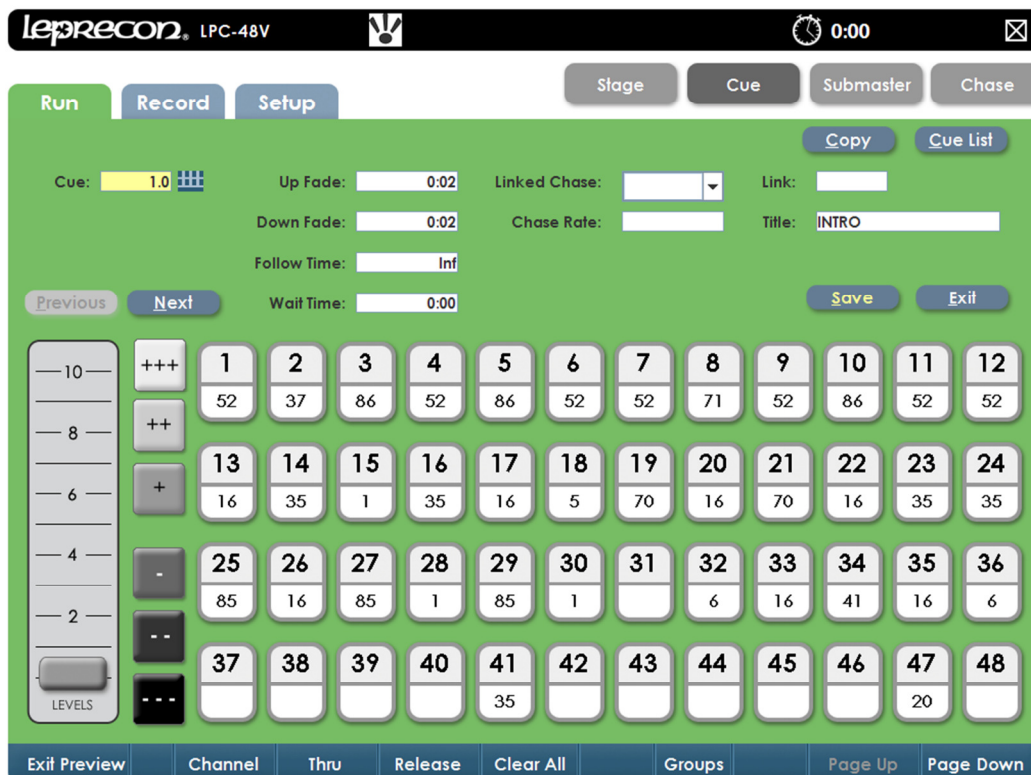 Leprecon® LPC-48V 0:00
Run Record Setup Stage Cue Submaster Chase
Copy Cue List
Cue: 1.0 Up Fade: 0:02 Linked Chase: Link:
Down Fade: 0:02 Chase Rate: Title: INTRO
Follow Time: Inf
Previous Next Wait Time: 0:00 Save Exit
10 +++ 1 2 3 4 5 6 7 8 9 10 11 12
52 37 86 52 86 52 52 71 52 86 52 52
8 ++
13 14 15 16 17 18 19 20 21 22 23 24
6 + 16 35 1 35 16 5 70 16 70 16 35 35
4 - 25 26 27 28 29 30 31 32 33 34 35 36
85 16 85 1 85 1 6 16 41 16 6
2 --
37 38 39 40 41 42 43 44 45 46 47 48
LEVELS --- 35 20
Exit Preview Channel Thru Release Clear All Groups Page Up Page Down